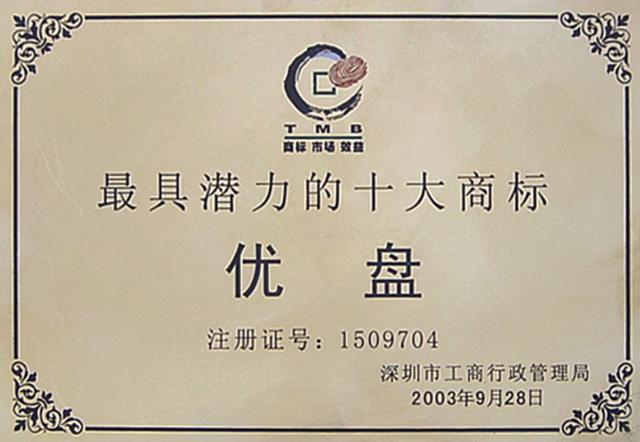 TMB
商标 市场 效益
最具潜力的十大商标
优 盘
注册证号：1509704
深圳市工商行政管理局
2003年9月28日